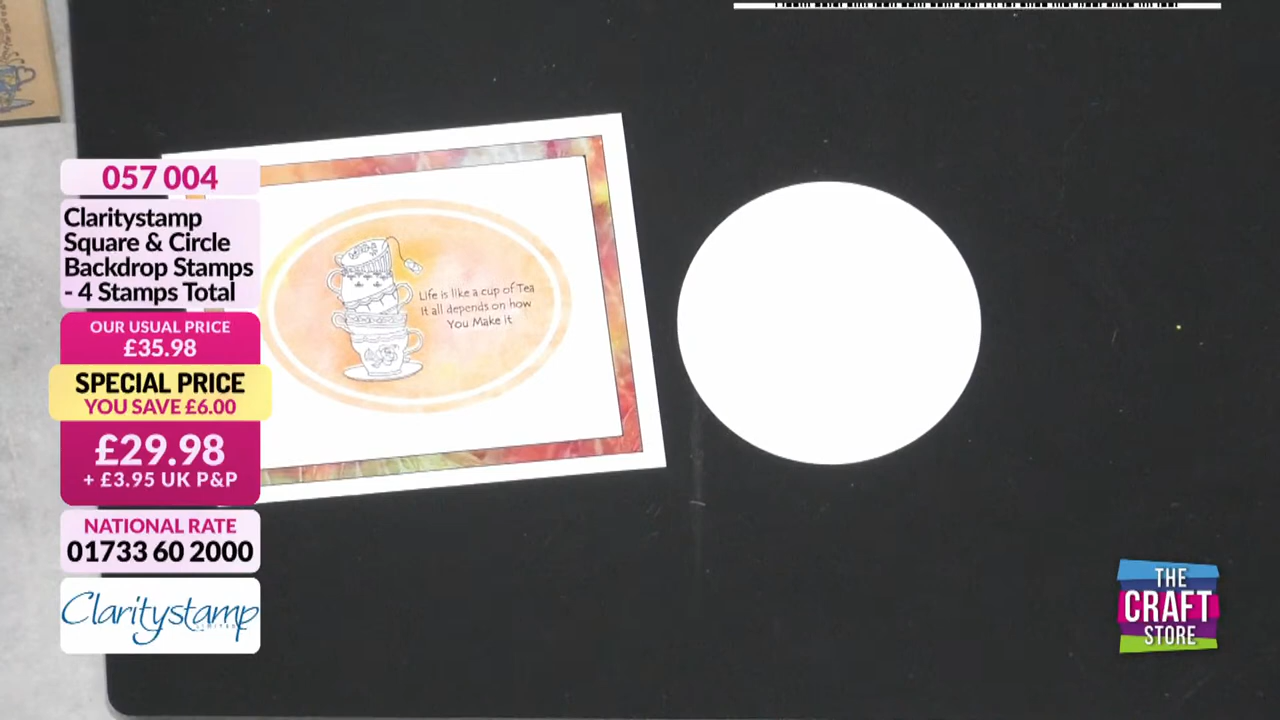 057 004
Claritystamp
Square & Circle
Backdrop Stamps
- 4 Stamps Total
OUR USUAL PRICE
£35.98
SPECIAL PRICE
YOU SAVE £6.00
£29.98
+ £3.95 UK P&P
NATIONAL RATE
01733 60 2000
Claritystamp
LIMITED
Life is like a cup of Tea
It all depends on how
You Make It
THE
CRAFT
STORE